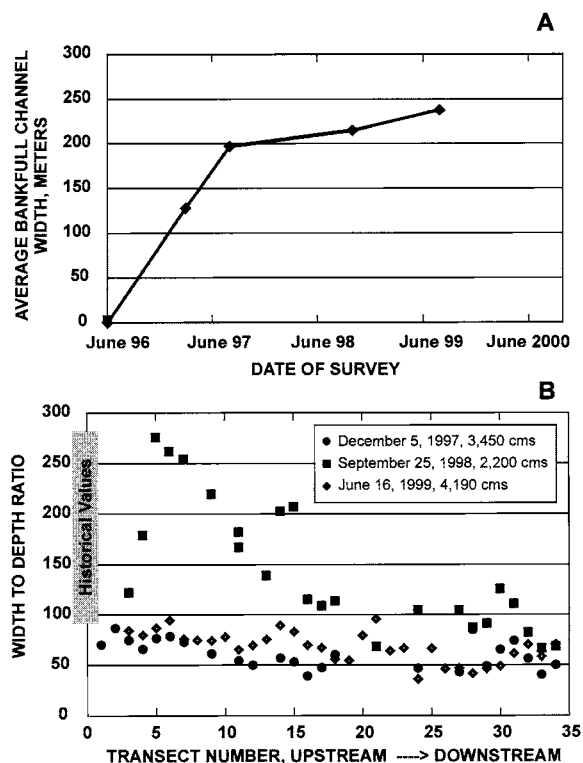 A
300
250
200
150
100
50
0
AVERAGE BANKFULL CHANNEL
WIDTH, METERS
June 96
June 97
June 98
June 99
June 2000
DATE OF SURVEY
B
300
250
200
150
100
50
0
WIDTH TO DEPTH RATIO
Historical Values
December 5, 1997, 3,450 cms
September 25, 1998, 2,200 cms
June 16, 1999, 4,190 cms
0
5
10
15
20
25
30
35
TRANSECT NUMBER, UPSTREAM ----> DOWNSTREAM